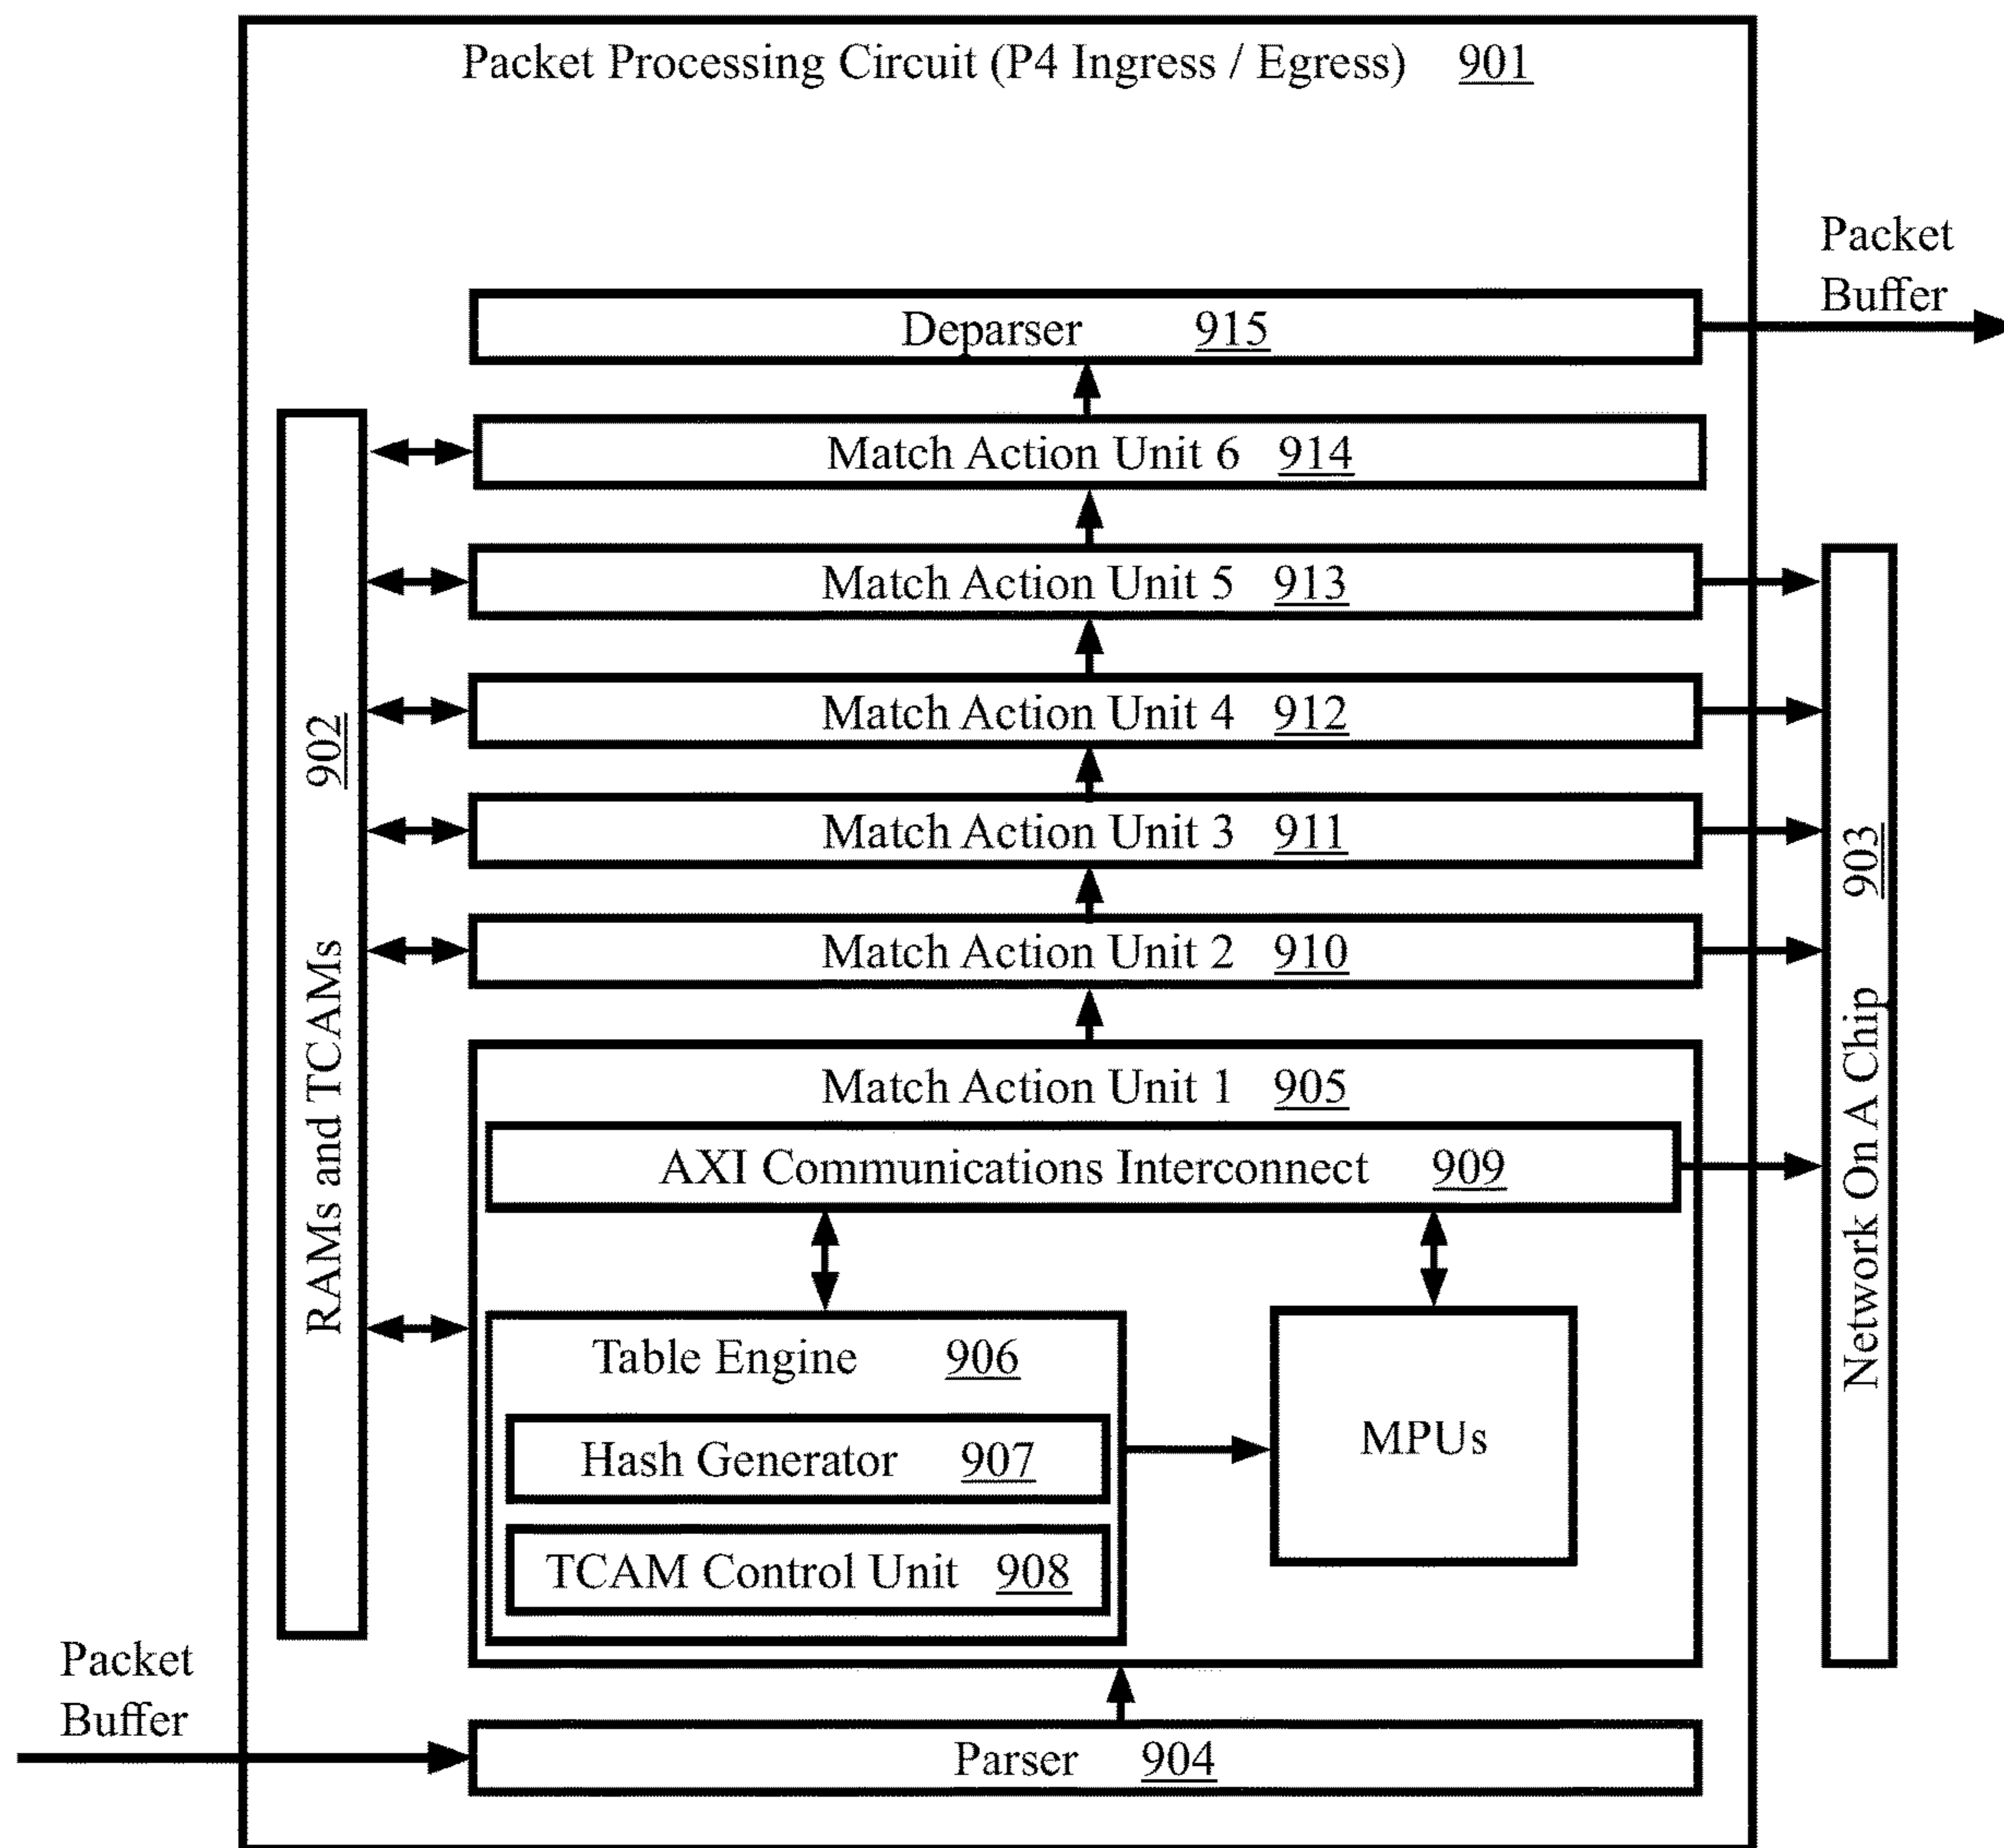 Packet Processing Circuit (P4 Ingress / Egress) 901
Packet
Buffer
Deparser 915
Match Action Unit 6 914
Match Action Unit 5 913
Match Action Unit 4 912
Match Action Unit 3 911
Match Action Unit 2 910
RAMs and TCAMs 902
Network On A Chip 903
Match Action Unit 1 905
AXI Communications Interconnect 909
Table Engine 906
Hash Generator 907
TCAM Control Unit 908
MPUs
Packet
Buffer
Parser 904